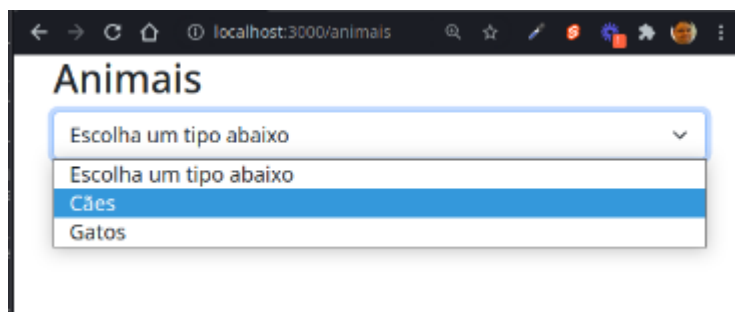 localhost:3000/animais
Animais
Escolha um tipo abaixo
Escolha um tipo abaixo
Cães
Gatos